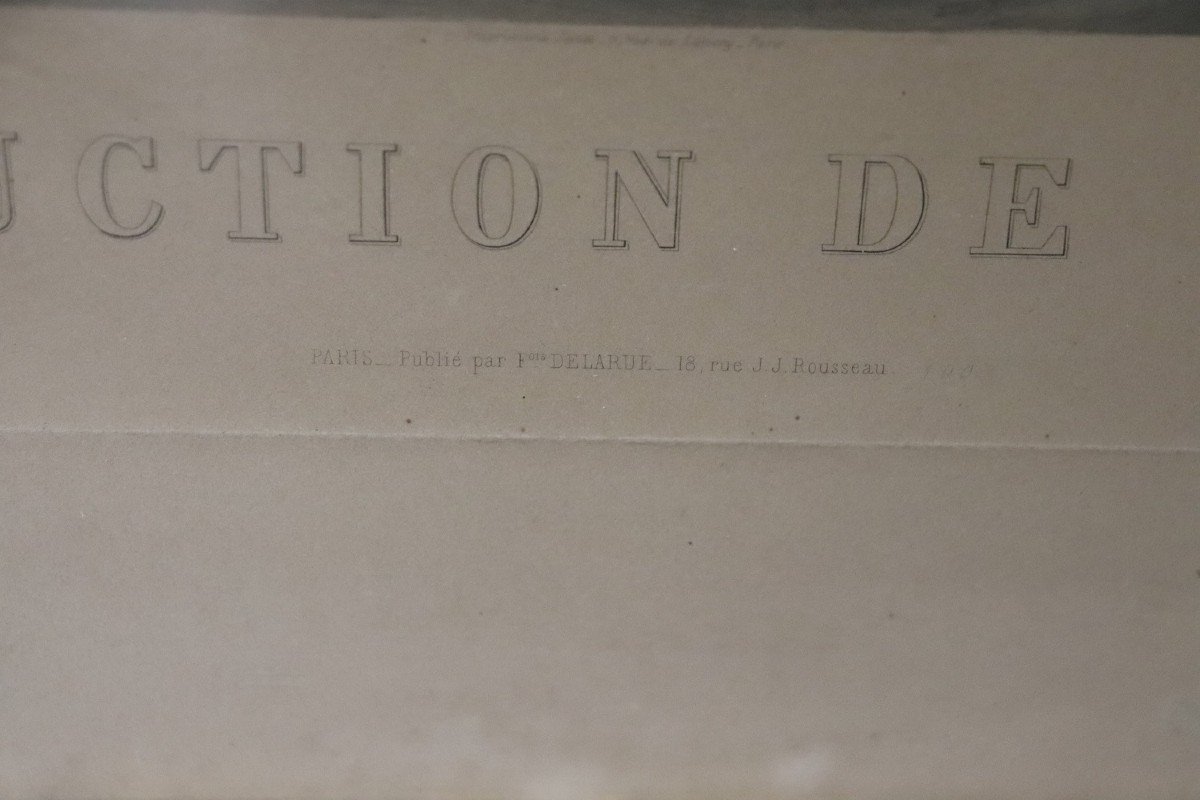 UCTION DE
PARIS_ Publié par Fois DELARUE_ 18, rue J.J. Rousseau